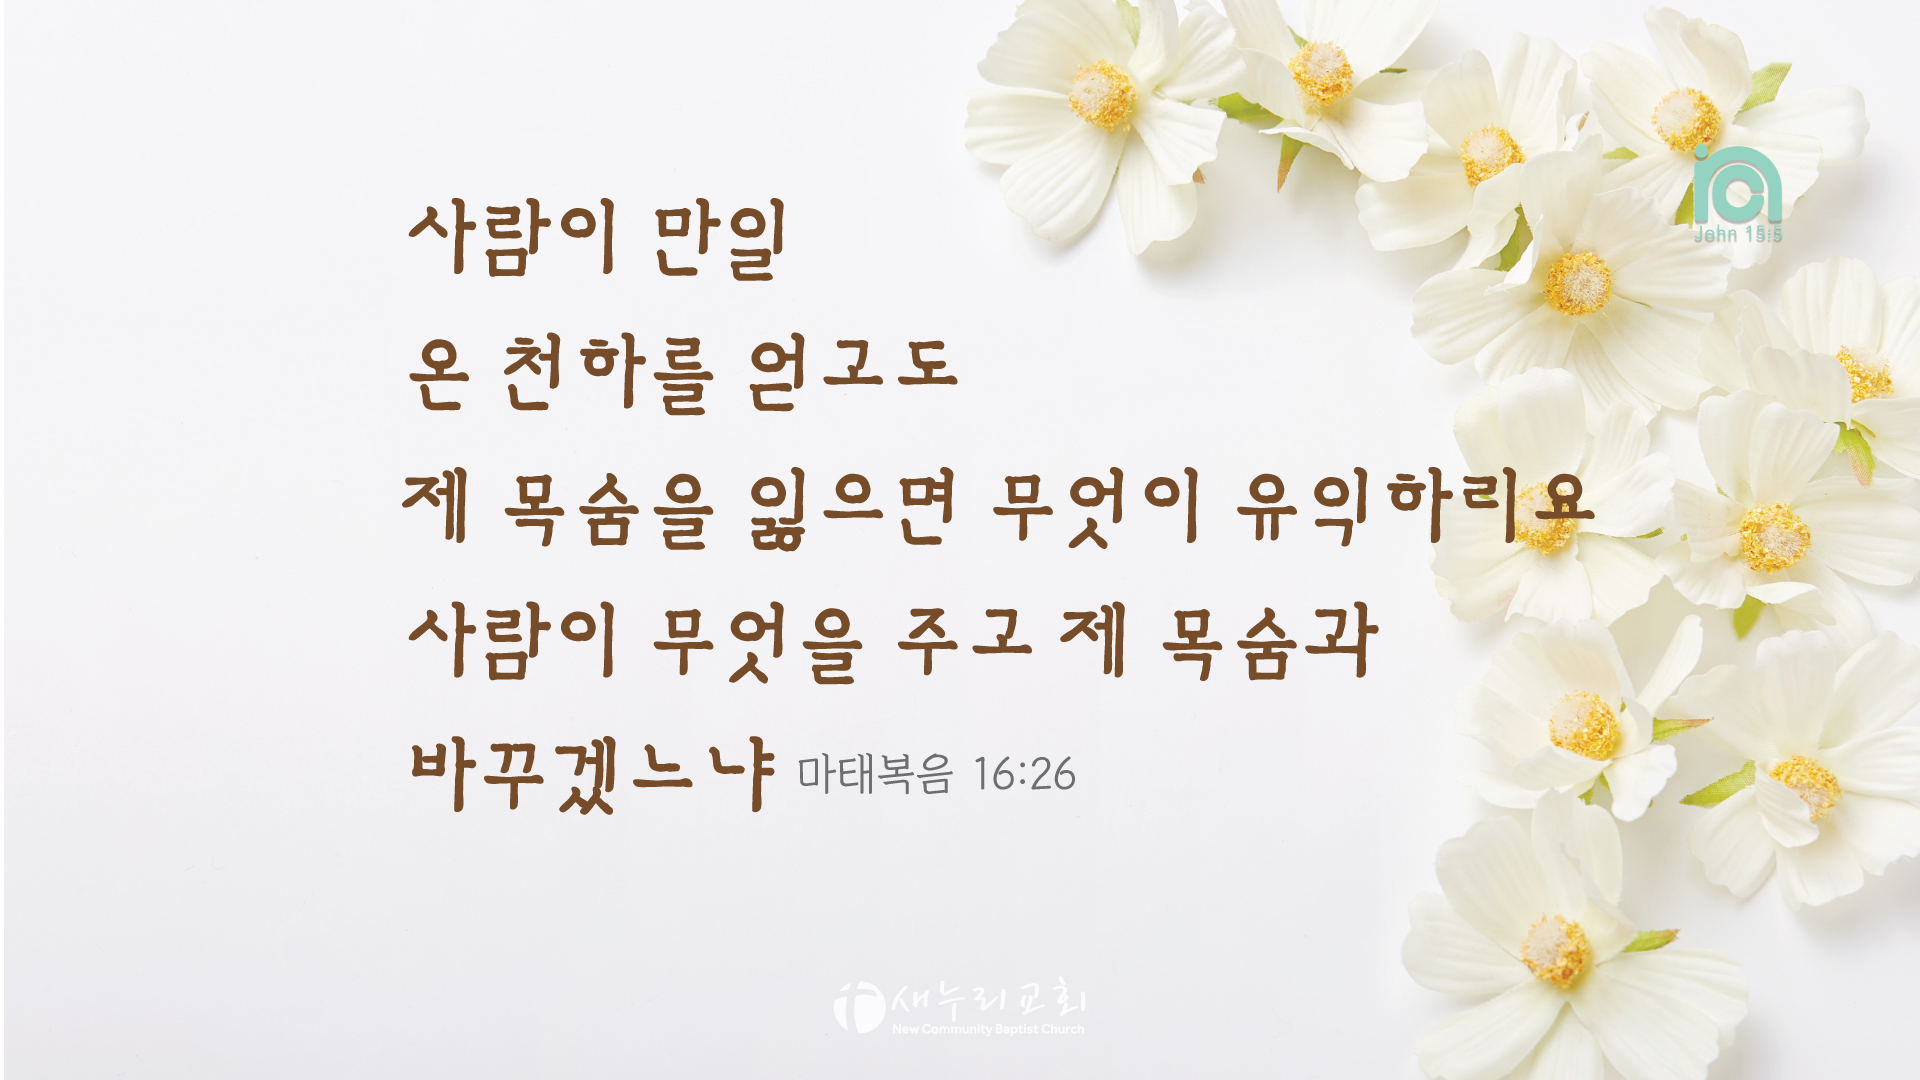 John 15:5
사람이 만일
온 천하를 얻고도
제 목숨을 잃으면 무엇이 유익하리요
사람이 무엇을 주고 제 목숨과
바꾸겠느냐 마태복음 16:26
새누리교회
New Community Baptist Church